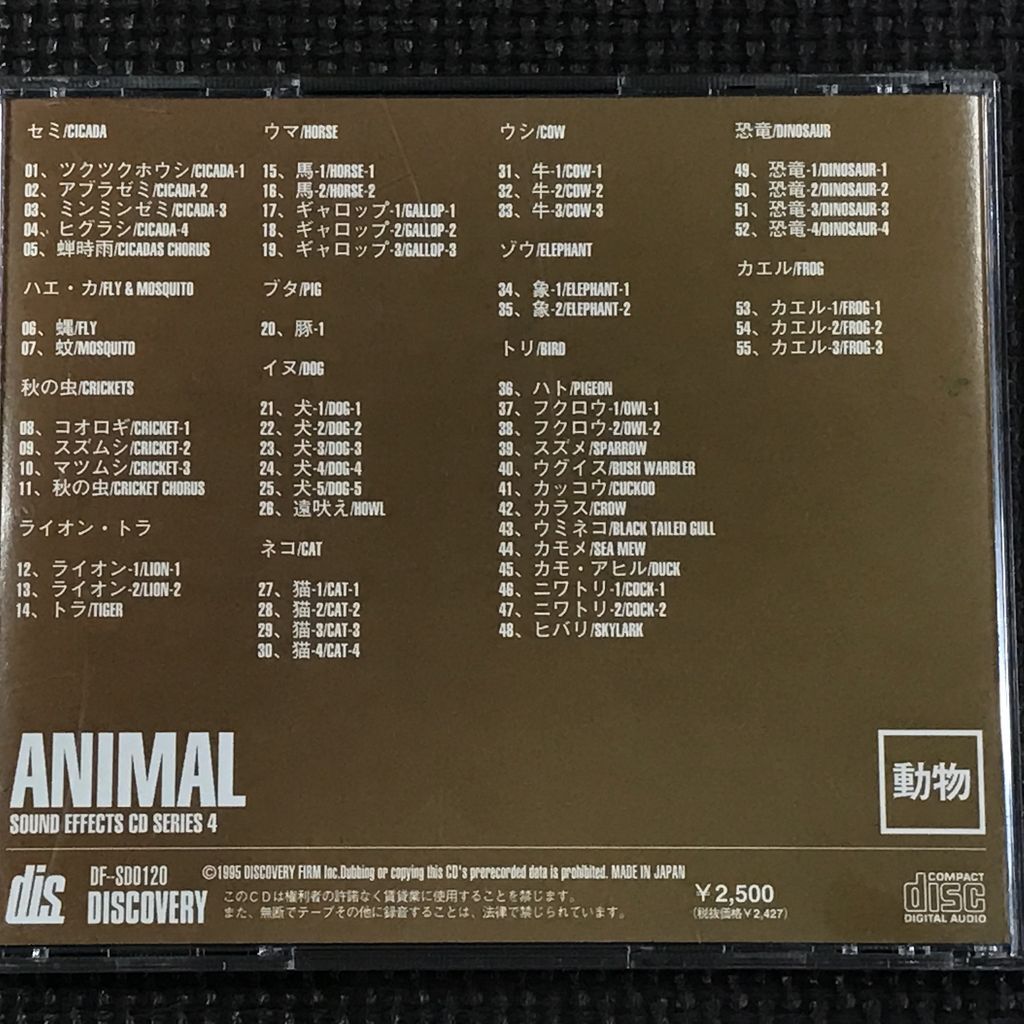 セミ/CICADA
01、ツクツクホウシ/CICADA-1
02、アブラゼミ/CICADA-2
03、ミンミンゼミ/CICADA-3
04、ヒグラシ/CICADA-4
05、蝉時雨/CICADAS CHORUS
ハエ・カ/FLY & MOSQUITO
06、蠅/FLY
07、蚊/MOSQUITO
秋の虫/CRICKETS
08、コオロギ/CRICKET-1
09、スズムシ/CRICKET-2
10、マツムシ/CRICKET-3
11、秋の虫/CRICKET CHORUS
ライオン・トラ
12、ライオン-1/LION-1
13、ライオン-2/LION-2
14、トラ/TIGER
ウマ/HORSE
15、馬-1/HORSE-1
16、馬-2/HORSE-2
17、ギャロップ-1/GALLOP-1
18、ギャロップ-2/GALLOP-2
19、ギャロップ-3/GALLOP-3
ブタ/PIG
20、豚-1
イヌ/DOG
21、犬-1/DOG-1
22、犬-2/DOG-2
23、犬-3/DOG-3
24、犬-4/DOG-4
25、犬-5/DOG-5
26、遠吠え/HOWL
ネコ/CAT
27、猫-1/CAT-1
28、猫-2/CAT-2
29、猫-3/CAT-3
30、猫-4/CAT-4
ウシ/COW
31、牛-1/COW-1
32、牛-2/COW-2
33、牛-3/COW-3
ゾウ/ELEPHANT
34、象-1/ELEPHANT-1
35、象-2/ELEPHANT-2
トリ/BIRD
36、ハト/PIGEON
37、フクロウ-1/OWL-1
38、フクロウ-2/OWL-2
39、スズメ/SPARROW
40、ウグイス/BUSH WARBLER
41、カッコウ/CUCKOO
42、カラス/CROW
43、ウミネコ/BLACK TAILED GULL
44、カモメ/SEA MEW
45、カモ・アヒル/DUCK
46、ニワトリ-1/COCK-1
47、ニワトリ-2/COCK-2
48、ヒバリ/SKYLARK
恐竜/DINOSAUR
49、恐竜-1/DINOSAUR-1
50、恐竜-2/DINOSAUR-2
51、恐竜-3/DINOSAUR-3
52、恐竜-4/DINOSAUR-4
カエル/FROG
53、カエル-1/FROG-1
54、カエル-2/FROG-2
55、カエル-3/FROG-3
ANIMAL
SOUND EFFECTS CD SERIES 4
動物
dis
DF-SD0120
DISCOVERY
©1995 DISCOVERY FIRM Inc.Dubbing or copying this CD's prerecorded data is prohibited. MADE IN JAPAN
このCDは権利者の許諾なく賃貸業に使用することを禁じます。
また、無断でテープその他に録音することは、法律で禁じられています。
￥2,500
(税抜価格￥2,427)
COMPACT
disc
DIGITAL AUDIO